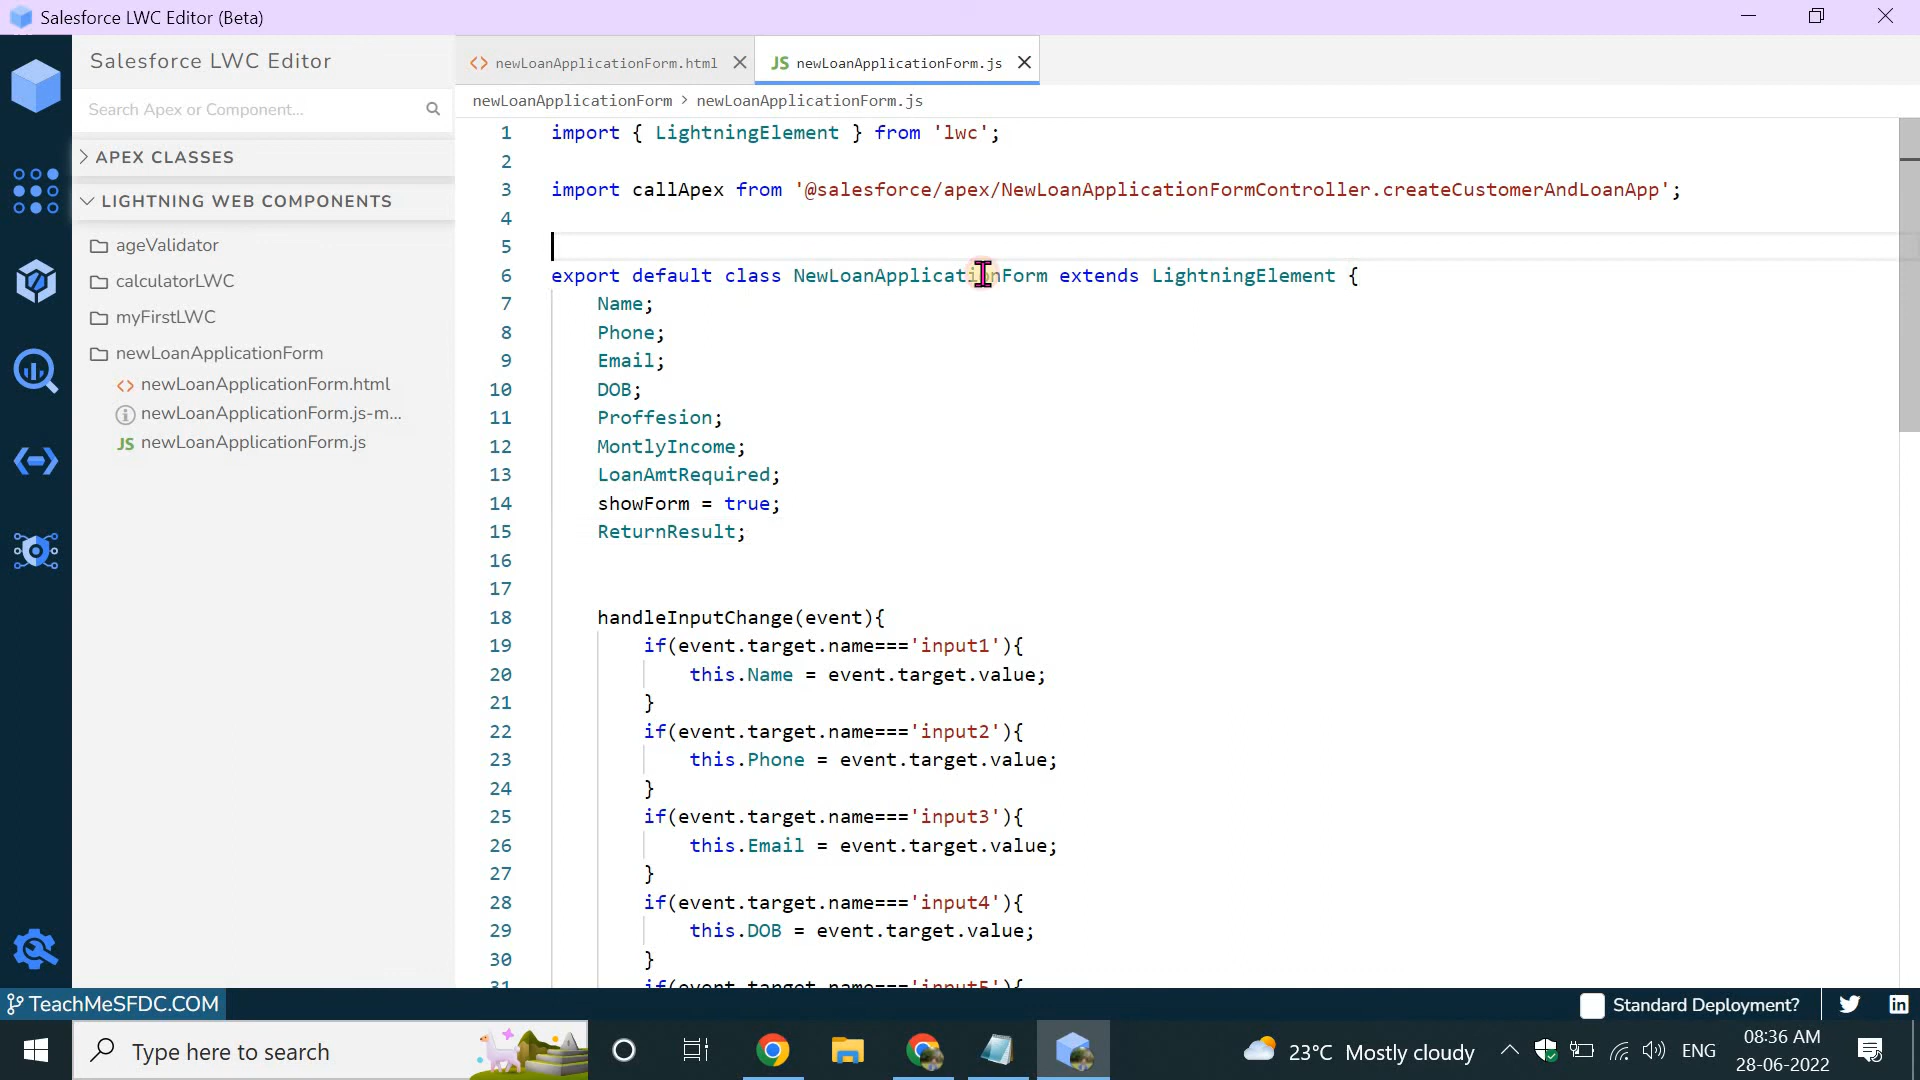 Salesforce LWC Editor (Beta)
Salesforce LWC Editor
Search Apex or Component...
APEX CLASSES
LIGHTNING WEB COMPONENTS
ageValidator
calculatorLWC
myFirstLWC
newLoanApplicationForm
<> newLoanApplicationForm.html
newLoanApplicationForm.js-m...
JS newLoanApplicationForm.js
<> newLoanApplicationForm.html
JS newLoanApplicationForm.js
newLoanApplicationForm > newLoanApplicationForm.js
1 import { LightningElement } from 'lwc';
2
3 import callApex from '@salesforce/apex/NewLoanApplicationFormController.createCustomerAndLoanApp';
4
5
6 export default class NewLoanApplicationForm extends LightningElement {
7 Name;
8 Phone;
9 Email;
10 DOB;
11 Proffesion;
12 MontlyIncome;
13 LoanAmtRequired;
14 showForm = true;
15 ReturnResult;
16
17
18 handleInputChange(event){
19 if(event.target.name==='input1'){
20 this.Name = event.target.value;
21 }
22 if(event.target.name==='input2'){
23 this.Phone = event.target.value;
24 }
25 if(event.target.name==='input3'){
26 this.Email = event.target.value;
27 }
28 if(event.target.name==='input4'){
29 this.DOB = event.target.value;
30 }
31 if(event.target.name==='input5'){
TeachMeSFDC.COM
Standard Deployment?
in
Type here to search
23°C Mostly cloudy
ENG
08:36 AM
28-06-2022